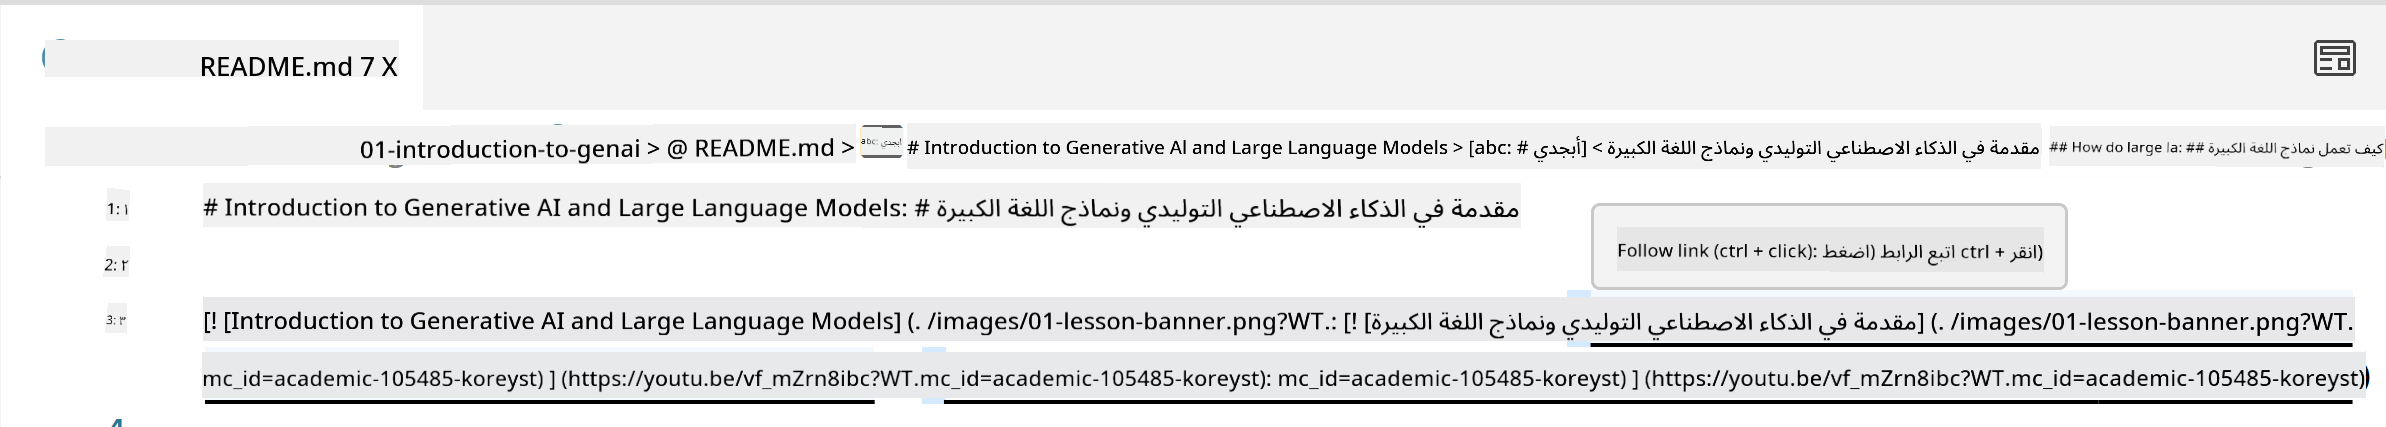 README.md 7 X
01-introduction-to-genai > @ README.md > abc: أبجدي # Introduction to Generative AI and Large Language Models > [abc: # مقدمة في الذكاء الاصطناعي التوليدي ونماذج اللغة الكبيرة > [أبجدي ## How do large la: ## كيف تعمل نماذج اللغة الكبيرة
1: ١ # Introduction to Generative AI and Large Language Models: # مقدمة في الذكاء الاصطناعي التوليدي ونماذج اللغة الكبيرة
Follow link (ctrl + click): اتبع الرابط (اضغط ctrl + انقر)
2: ٢
3: ٣ [! [Introduction to Generative AI and Large Language Models] (. /images/01-lesson-banner.png?WT.: [! [مقدمة في الذكاء الاصطناعي التوليدي ونماذج اللغة الكبيرة] (. /images/01-lesson-banner.png?WT.
mc_id=academic-105485-koreyst) ] (https://youtu.be/vf_mZrn8ibc?WT.mc_id=academic-105485-koreyst): mc_id=academic-105485-koreyst) ] (https://youtu.be/vf_mZrn8ibc?WT.mc_id=academic-105485-koreyst)